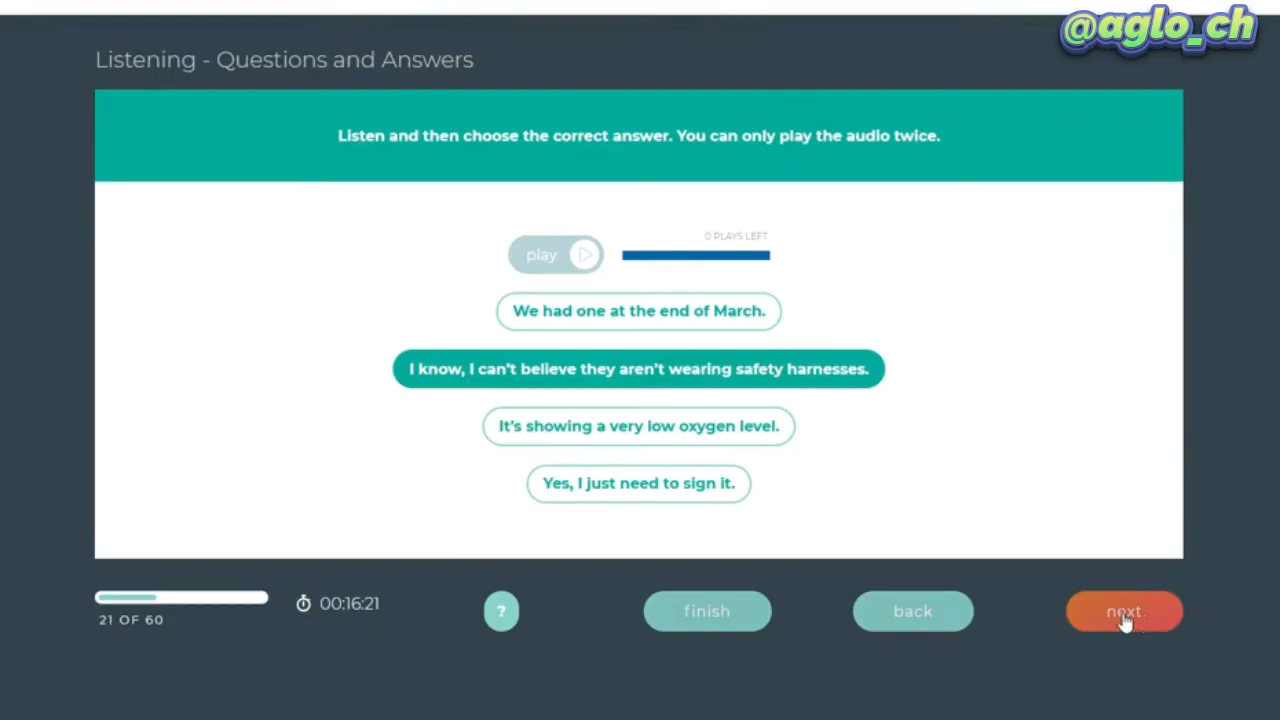 @aglo_ch
Listening - Questions and Answers
Listen and then choose the correct answer. You can only play the audio twice.
0 PLAYS LEFT
play
We had one at the end of March.
I know, I can't believe they aren't wearing safety harnesses.
It's showing a very low oxygen level.
Yes, I just need to sign it.
21 OF 60
00:16:21
?
finish
back
next